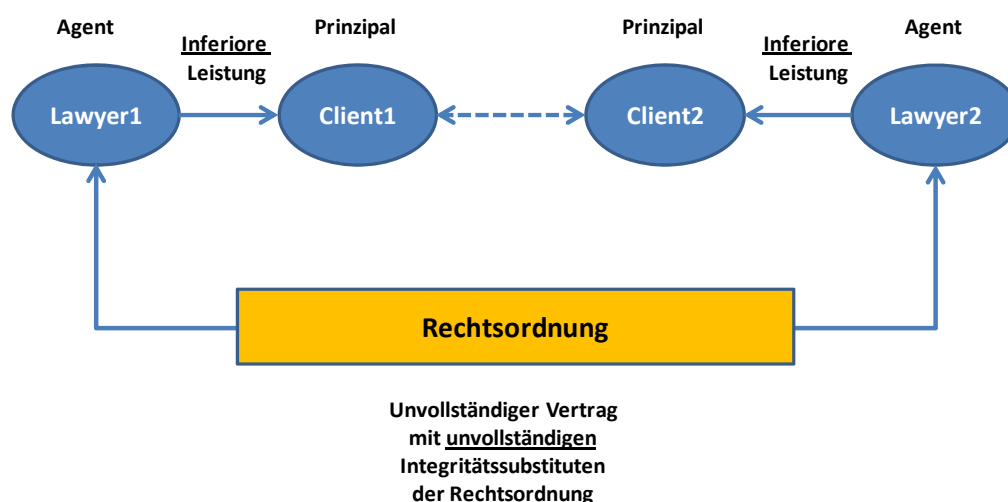 Agent
Prinzipal
Prinzipal
Agent
Inferiore
Leistung
Inferiore
Leistung
Lawyer1
Client1
Client2
Lawyer2
Rechtsordnung
Unvollständiger Vertrag
mit unvollständigen
Integritätssubstituten
der Rechtsordnung